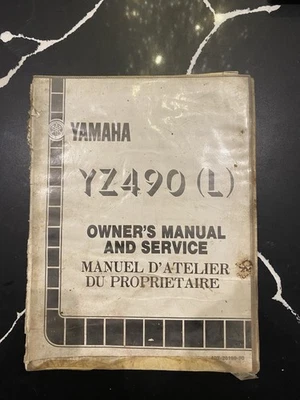 YAMAHA
YZ490 (L)
OWNER'S MANUAL
AND SERVICE
MANUEL D'ATELIER
DU PROPRIETAIRE